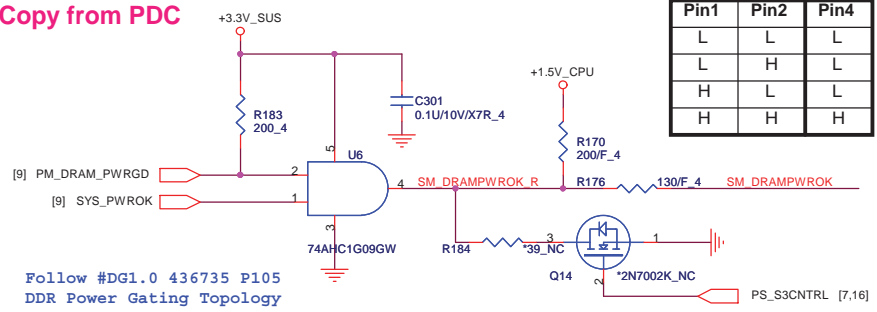 Copy from PDC
+3.3V_SUS
Pin1 Pin2 Pin4
L L L
L H L
H L L
H H H
+1.5V_CPU
C301
0.1U/10V/X7R_4
R183
200_4
R170
200/F_4
5
U6
[9] PM_DRAM_PWRGD
2
4
SM_DRAMPWROK_R
R176
130/F_4
SM_DRAMPWROK
[9] SYS_PWROK
1
3
74AHC1G09GW
R184
*39_NC
3
1
Q14
*2N7002K_NC
2
PS_S3CNTRL [7,16]
Follow #DG1.0 436735 P105
DDR Power Gating Topology